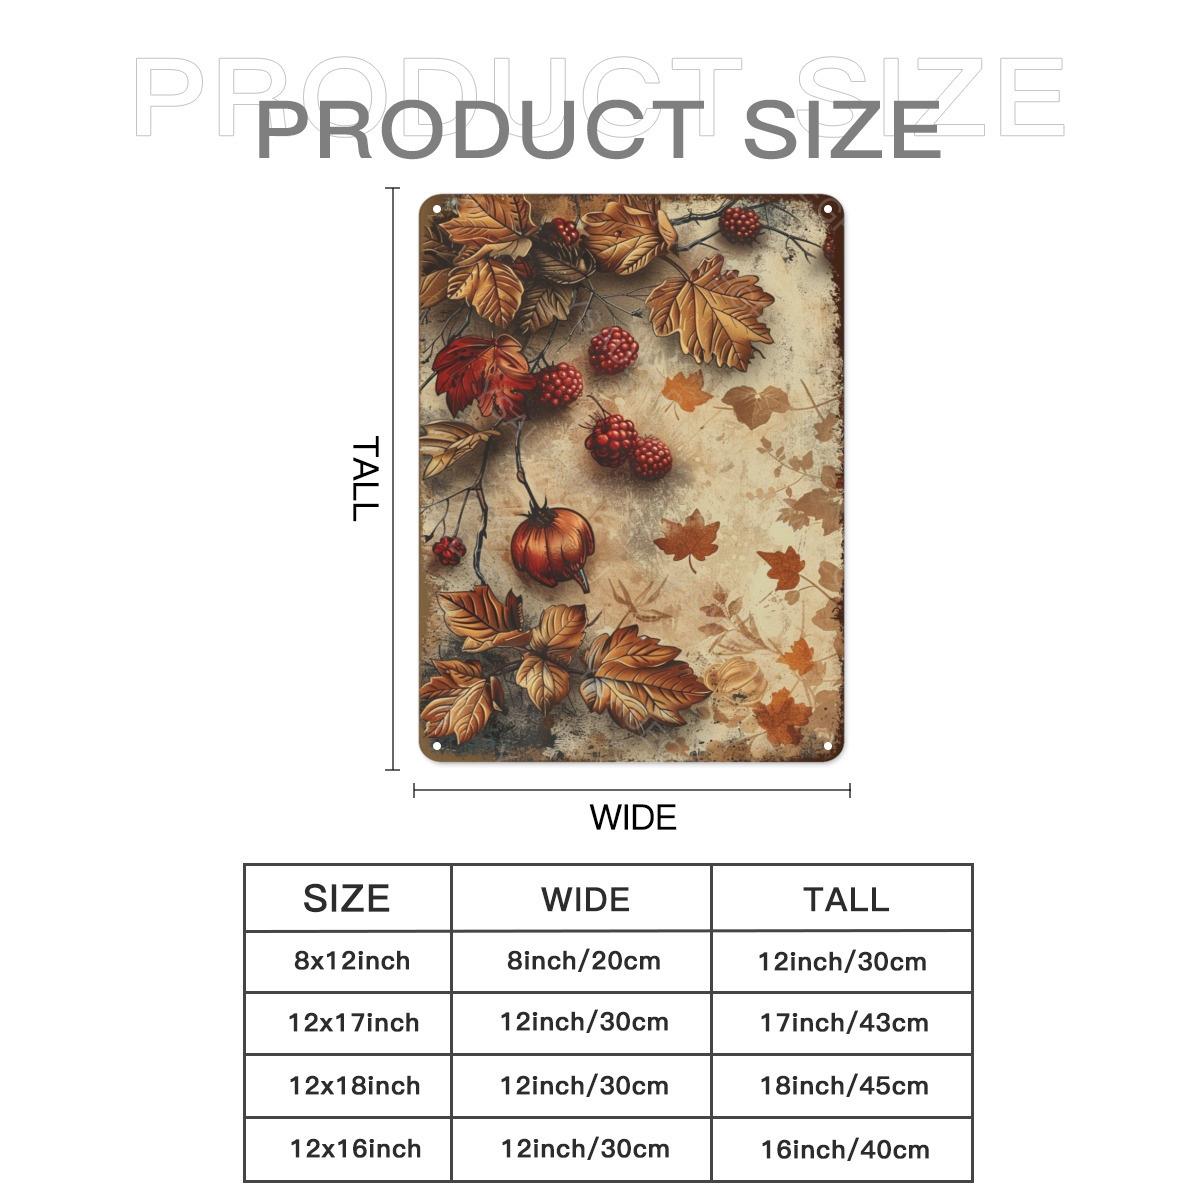 PRODUCT SIZE
PRODUCT SIZE
TALL
WIDE
SIZE WIDE TALL
8x12inch 8inch/20cm 12inch/30cm
12x17inch 12inch/30cm 17inch/43cm
12x18inch 12inch/30cm 18inch/45cm
12x16inch 12inch/30cm 16inch/40cm